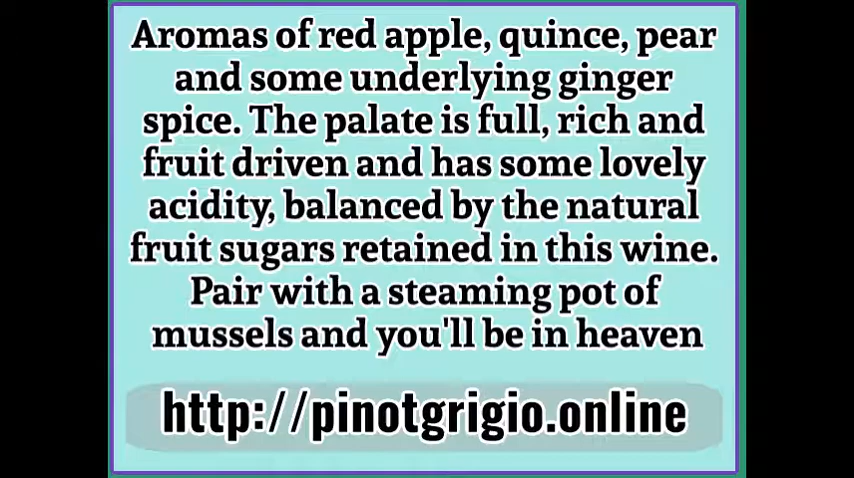 Aromas of red apple, quince, pear
and some underlying ginger
spice. The palate is full, rich and
fruit driven and has some lovely
acidity, balanced by the natural
fruit sugars retained in this wine.
Pair with a steaming pot of
mussels and you'll be in heaven
http://pinotgrigio.online